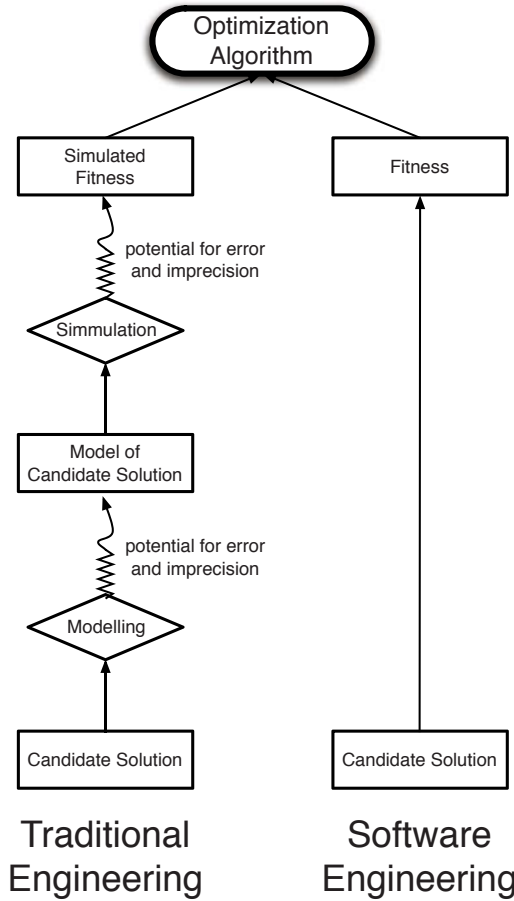 Optimization
Algorithm
Simulated
Fitness
Fitness
potential for error
and imprecision
Simmulation
Model of
Candidate Solution
potential for error
and imprecision
Modelling
Candidate Solution
Candidate Solution
Traditional
Engineering
Software
Engineering